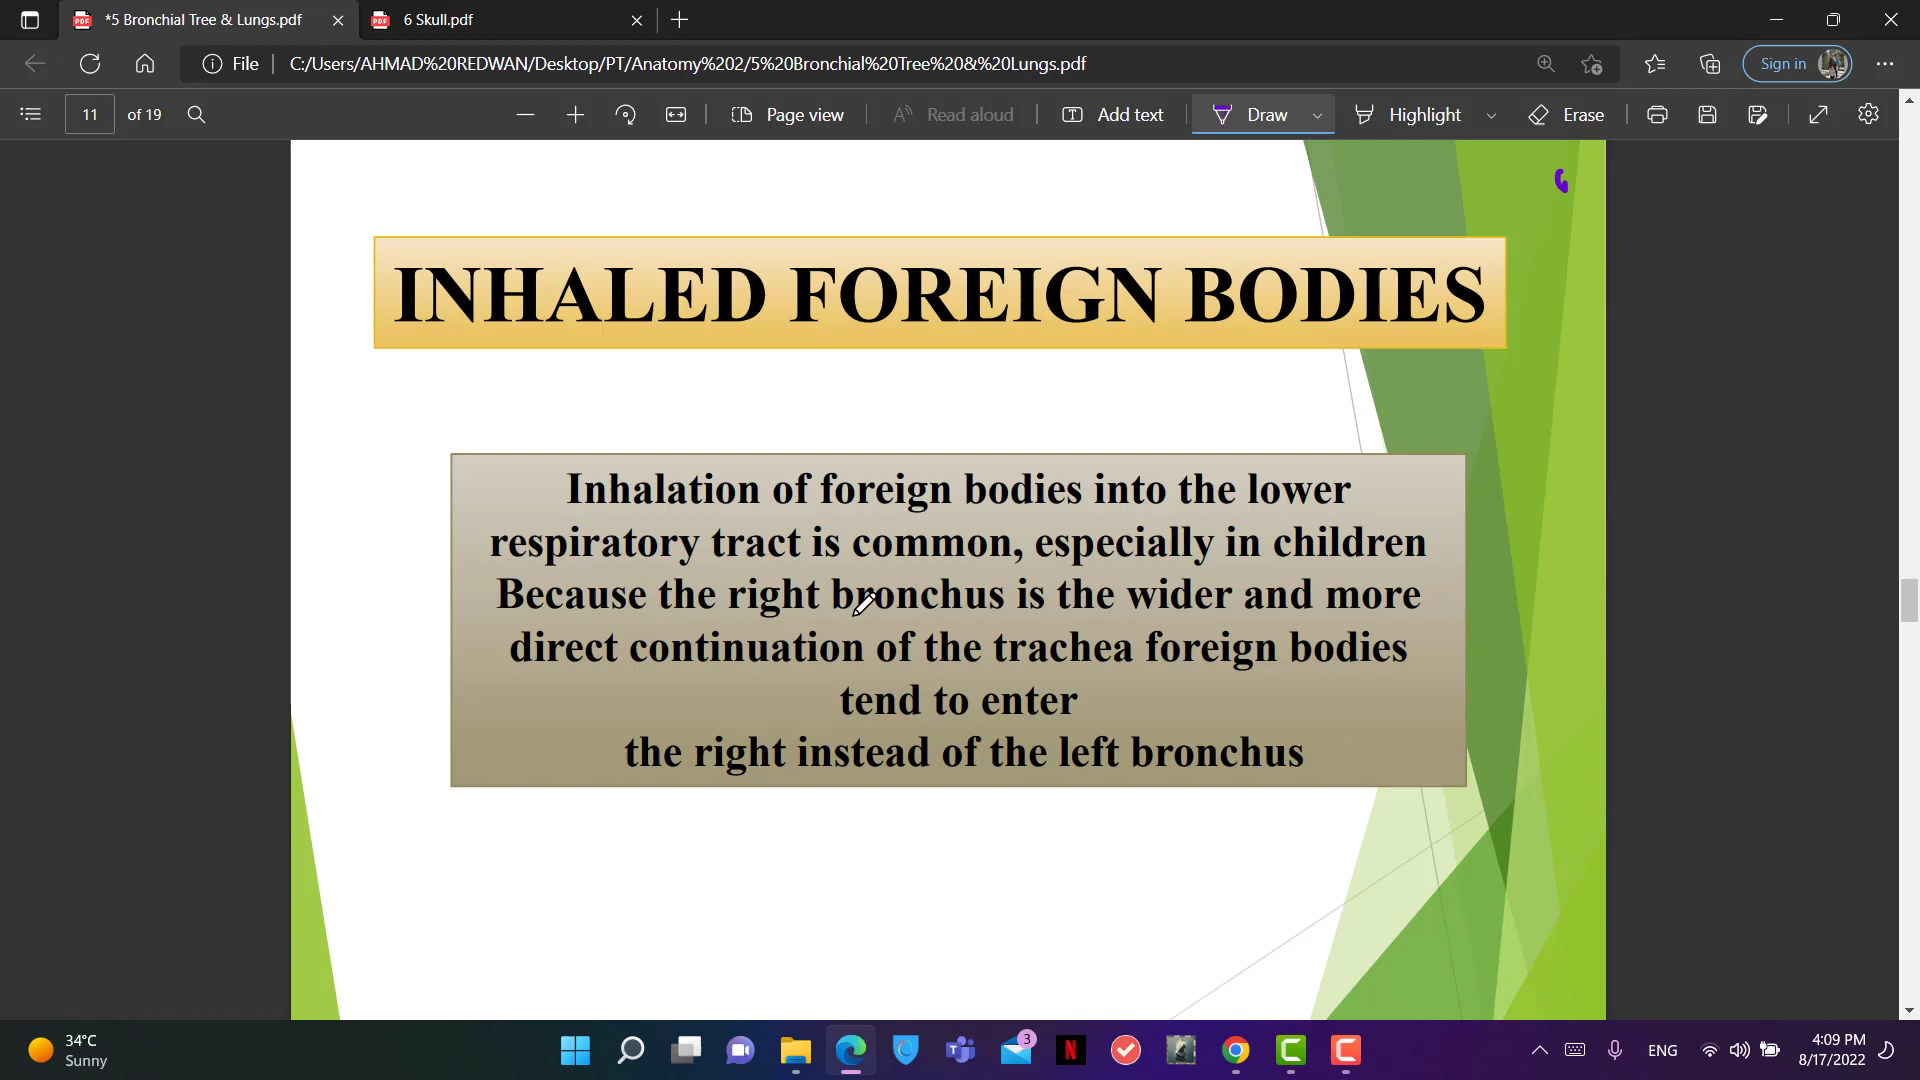 *5 Bronchial Tree & Lungs.pdf
6 Skull.pdf
File
C:/Users/AHMAD%20REDWAN/Desktop/PT/Anatomy%202/5%20Bronchial%20Tree%20&%20Lungs.pdf
Sign in
11 of 19
Page view
Read aloud
Add text
Draw
Highlight
Erase
INHALED FOREIGN BODIES
Inhalation of foreign bodies into the lower
respiratory tract is common, especially in children
Because the right bronchus is the wider and more
direct continuation of the trachea foreign bodies
tend to enter
the right instead of the left bronchus
34°C
Sunny
3
ENG
4:09 PM
8/17/2022